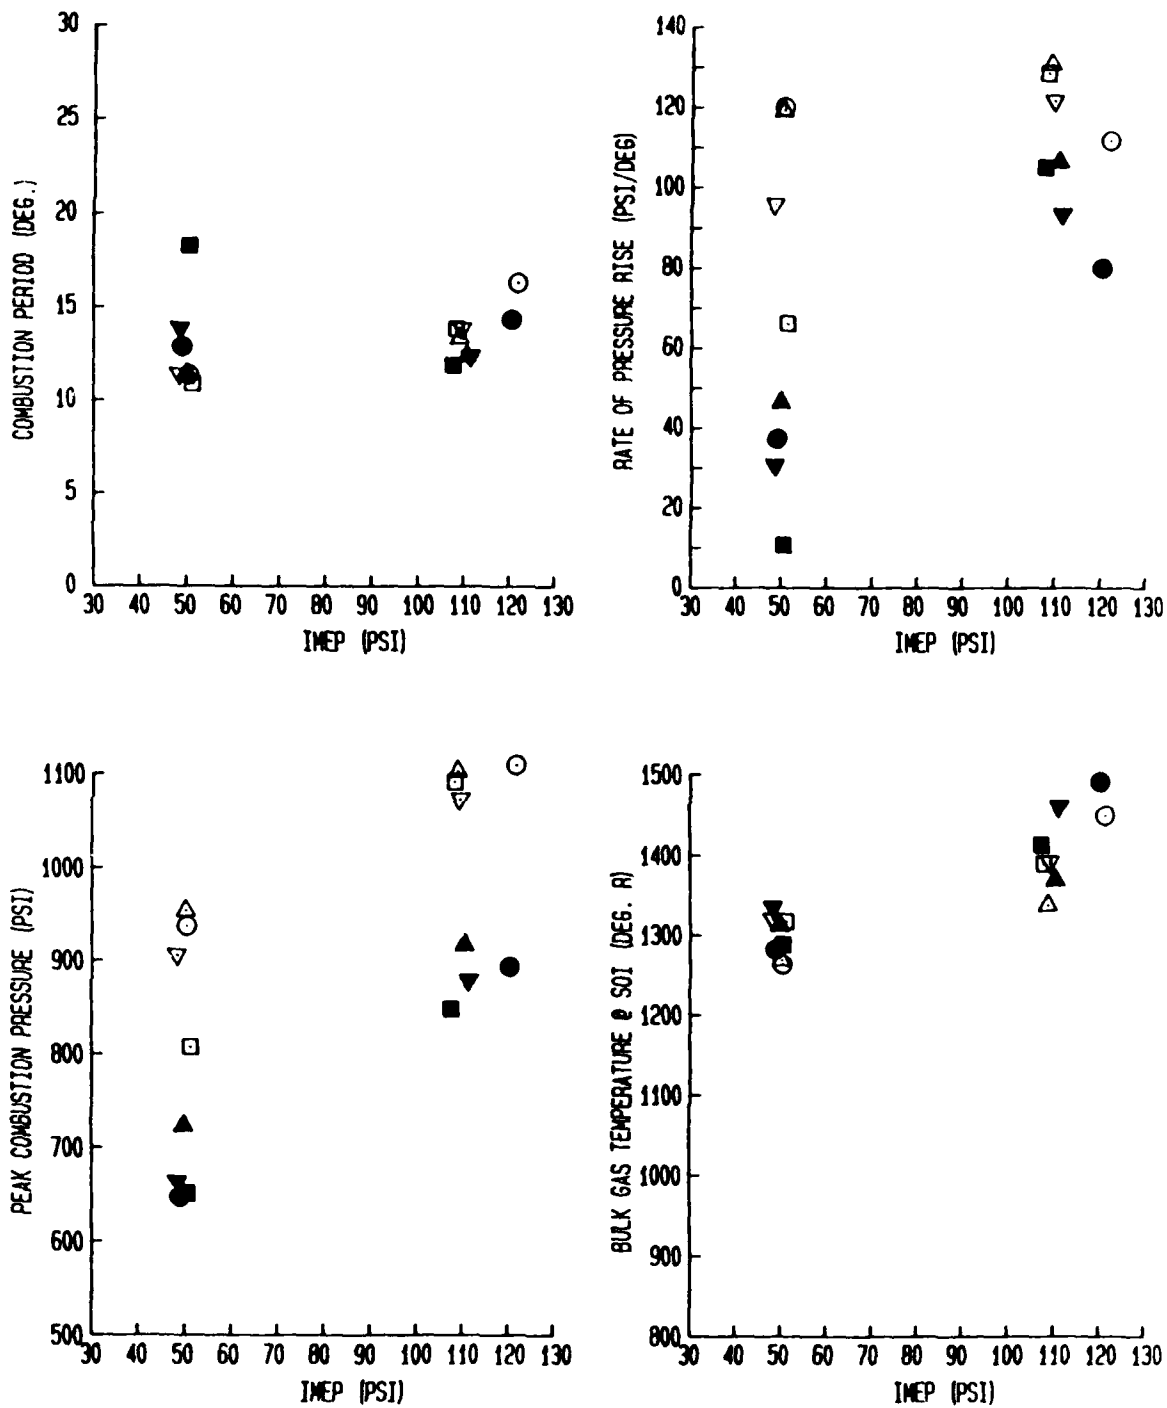 30
25
20
15
10
5
0
COMBUSTION PERIOD (DEG.)
30 40 50 60 70 80 90 100 110 120 130
IMEP (PSI)
140
120
100
80
60
40
20
0
RATE OF PRESSURE RISE (PSI/DEG)
30 40 50 60 70 80 90 100 110 120 130
IMEP (PSI)
1100
1000
900
800
700
600
500
PEAK COMBUSTION PRESSURE (PSI)
30 40 50 60 70 80 90 100 110 120 130
IMEP (PSI)
1500
1400
1300
1200
1100
1000
900
800
BULK GAS TEMPERATURE @ SOI (DEG. R)
30 40 50 60 70 80 90 100 110 120 130
IMEP (PSI)